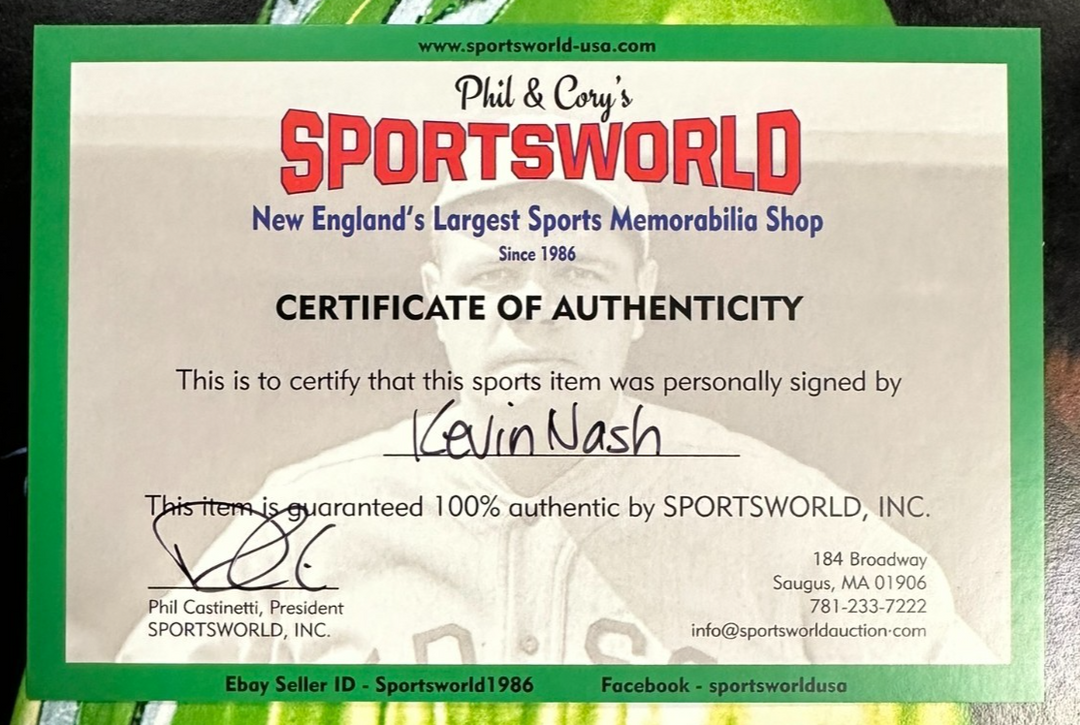 www.sportsworld-usa.com
Phil & Cory's
SPORTSWORLD
New England's Largest Sports Memorabilia Shop
Since 1986
CERTIFICATE OF AUTHENTICITY
This is to certify that this sports item was personally signed by
Kevin Nash
This item is guaranteed 100% authentic by SPORTSWORLD, INC.
184 Broadway
Saugus, MA 01906
781-233-7222
info@sportsworldauction·com
Phil Castinetti, President
SPORTSWORLD, INC.
Ebay Seller ID - Sportsworld1986
Facebook - sportsworldusa